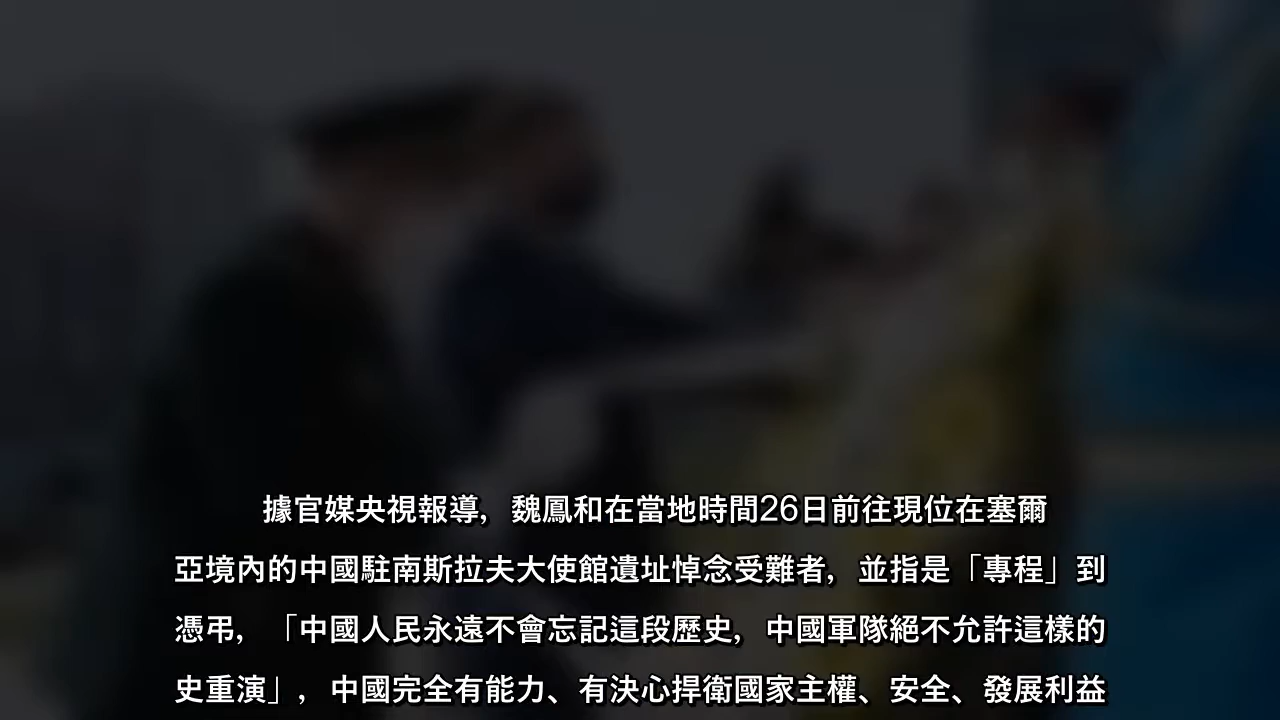 據官媒央視報導，魏鳳和在當地時間26日前往現位在塞爾
亞境內的中國駐南斯拉夫大使館遺址悼念受難者，並指是「專程」到
憑弔，「中國人民永遠不會忘記這段歷史，中國軍隊絕不允許這樣的
史重演」，中國完全有能力、有決心捍衛國家主權、安全、發展利益